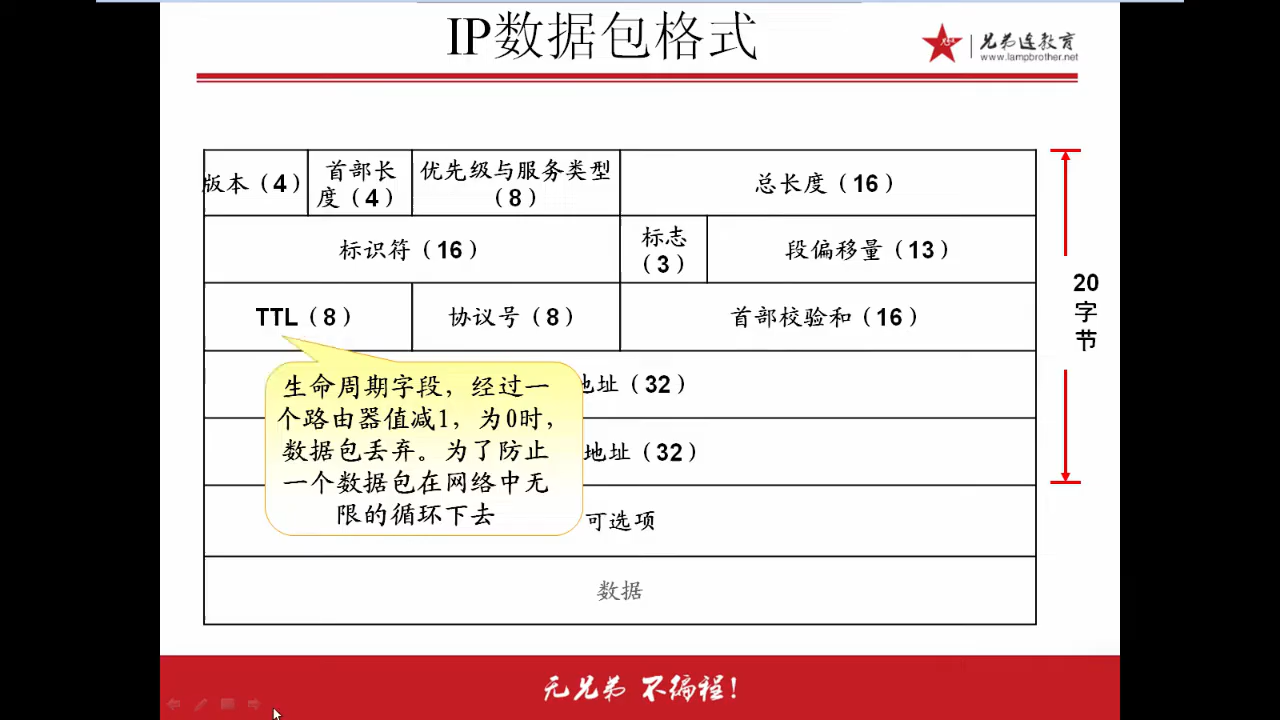 IP数据包格式
兄弟连教育
www.lampbrother.net
版本（4）
首部长
度（4）
优先级与服务类型
（8）
总长度（16）
标识符（16）
标志
（3）
段偏移量（13）
TTL（8）
协议号（8）
首部校验和（16）
地址（32）
地址（32）
可选项
数据
生命周期字段，经过一
个路由器值减1，为0时，
数据包丢弃。为了防止
一个数据包在网络中无
限的循环下去
20
字
节
无兄弟 不编程！